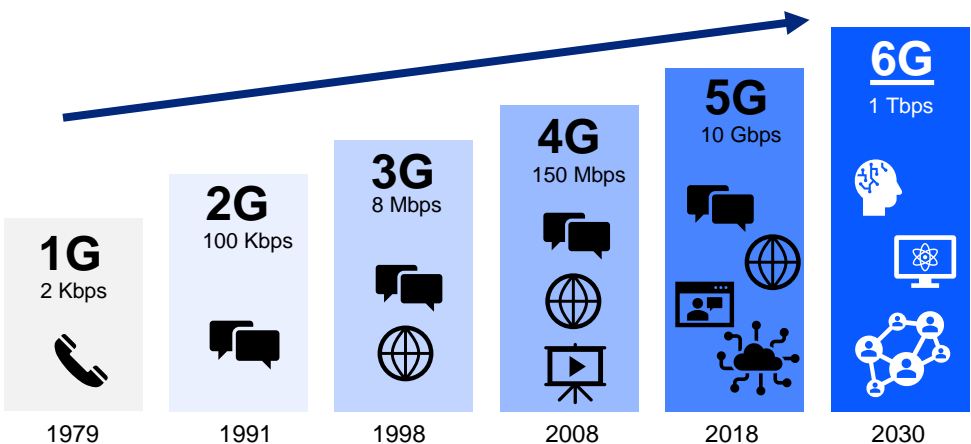 1G
2 Kbps
1979
2G
100 Kbps
1991
3G
8 Mbps
1998
4G
150 Mbps
2008
5G
10 Gbps
2018
6G
1 Tbps
2030